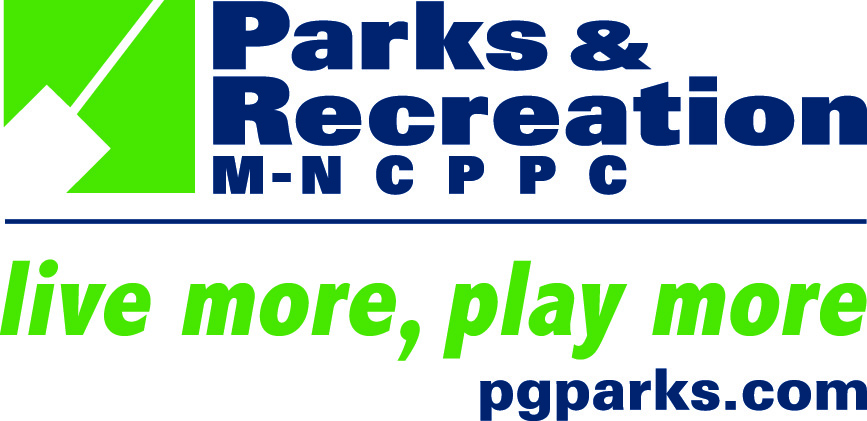 Parks &
Recreation
M-NCPPC
live more, play more
pgparks.com